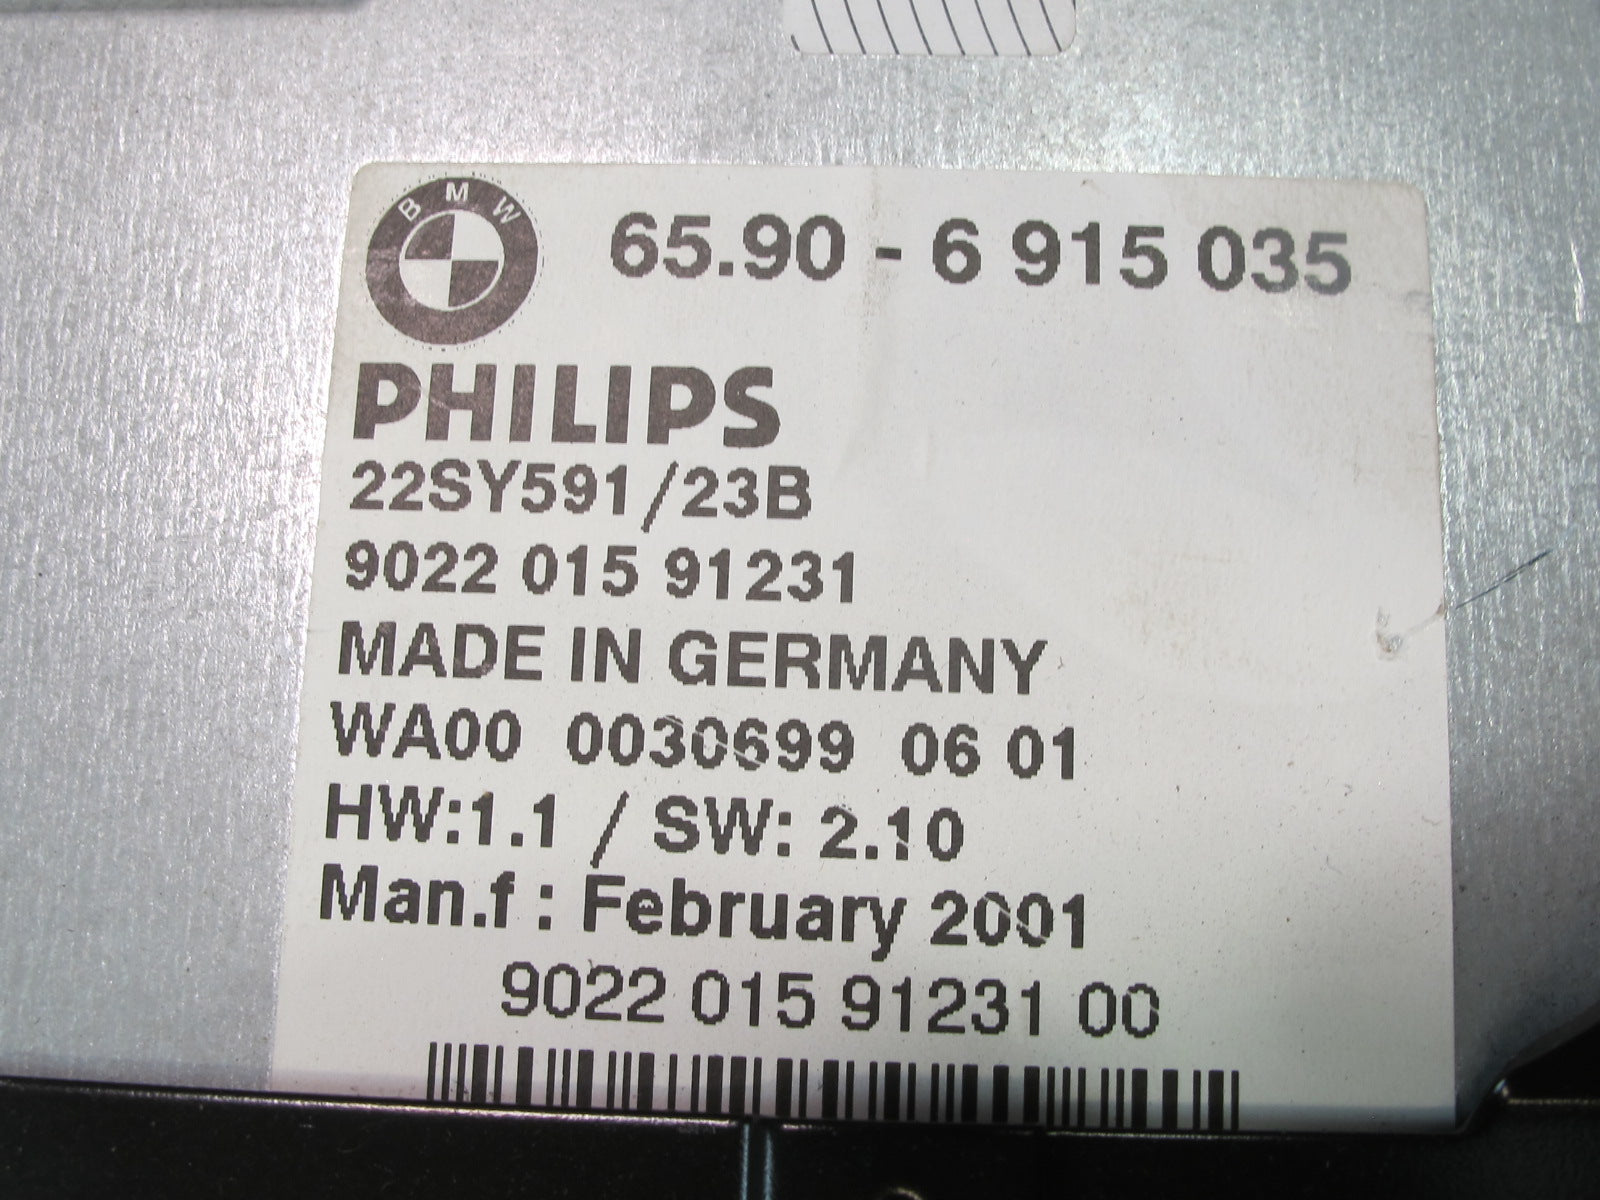 BMW
65.90 - 6 915 035
PHILIPS
22SY591/23B
9022 015 91231
MADE IN GERMANY
WA00 0030699 06 01
HW:1.1 / SW: 2.10
Man.f : February 2001
9022 015 91231 00